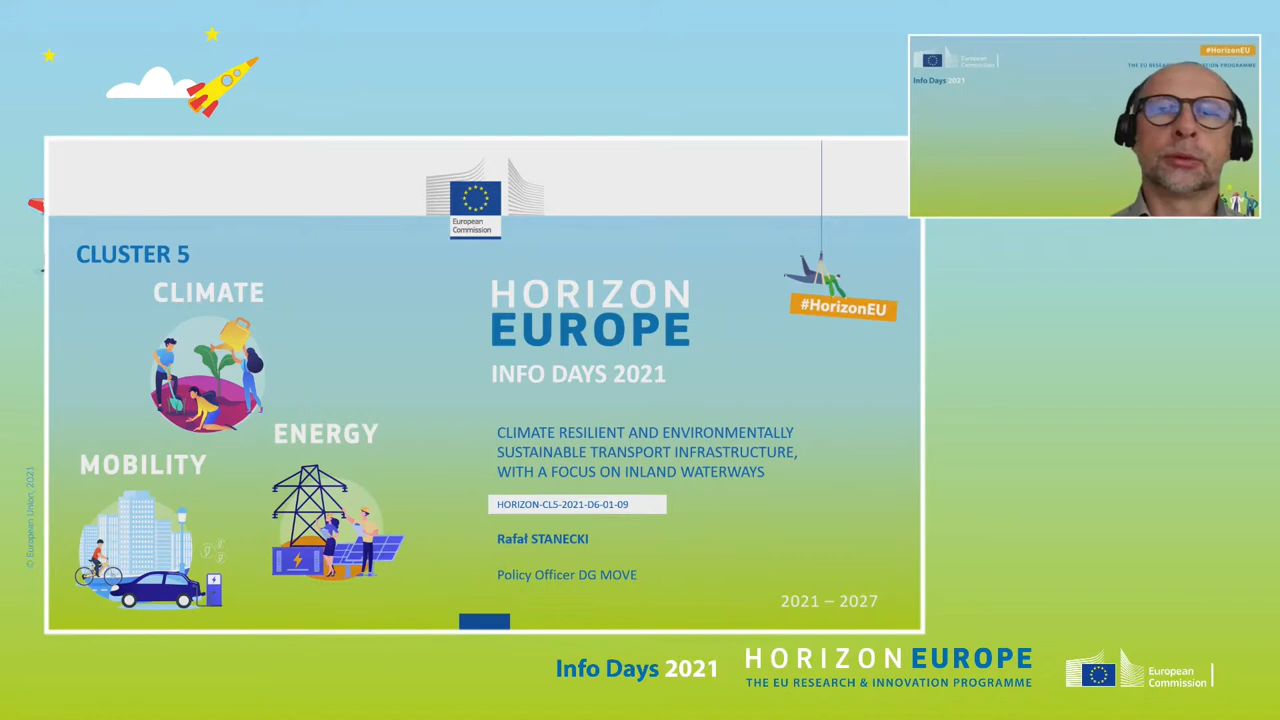 European
Commission
Info Days 2021
#HorizonEU
CLUSTER 5
CLIMATE
ENERGY
MOBILITY
European
Commission
HORIZON
EUROPE
INFO DAYS 2021
#HorizonEU
CLIMATE RESILIENT AND ENVIRONMENTALLY
SUSTAINABLE TRANSPORT INFRASTRUCTURE,
WITH A FOCUS ON INLAND WATERWAYS
HORIZON-CL5-2021-D6-01-09
Rafał STANECKI
Policy Officer DG MOVE
2021 – 2027
© European Union, 2021
Info Days 2021
HORIZON EUROPE
THE EU RESEARCH & INNOVATION PROGRAMME
European
Commission